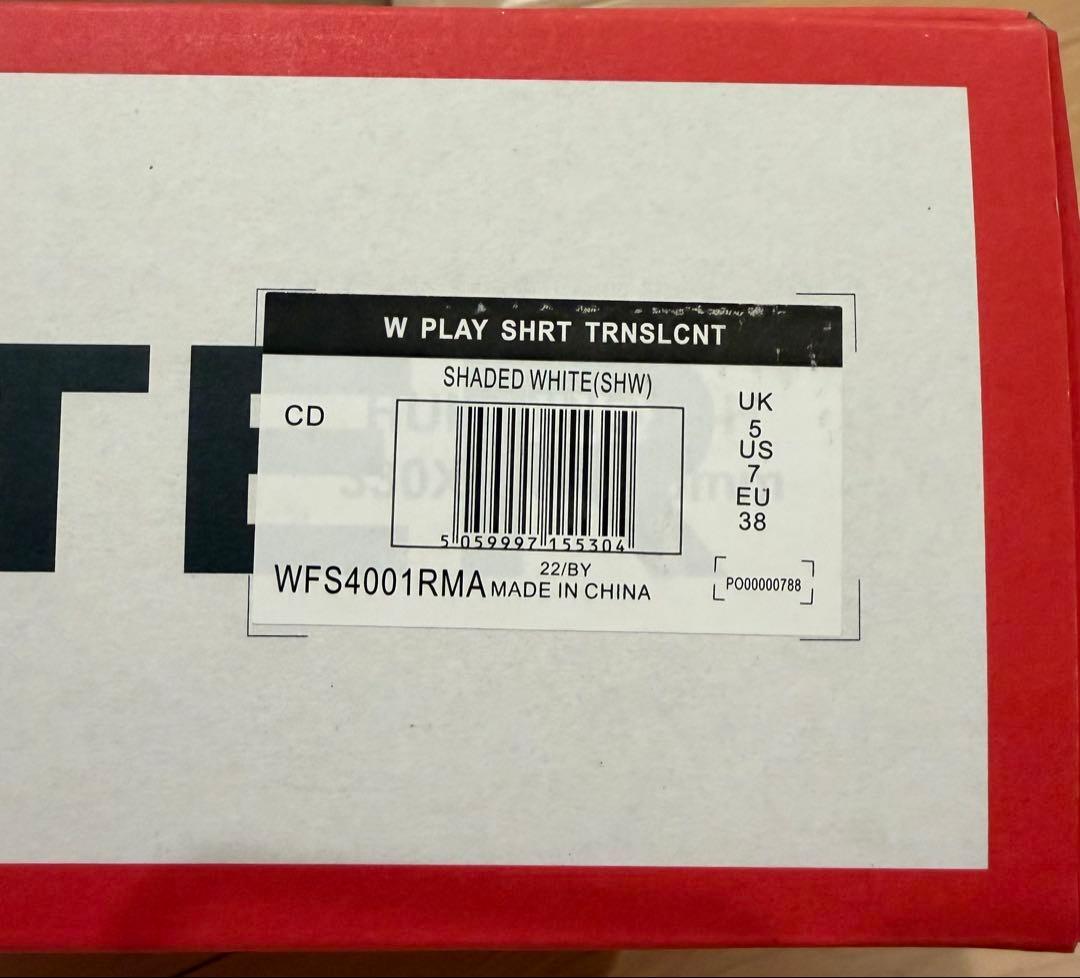 TE
W PLAY SHRT TRNSLCNT
SHADED WHITE(SHW)
CD
UK
5
US
7
EU
38
5 059997 155304
22/BY
WFS4001RMA MADE IN CHINA
PO00000788